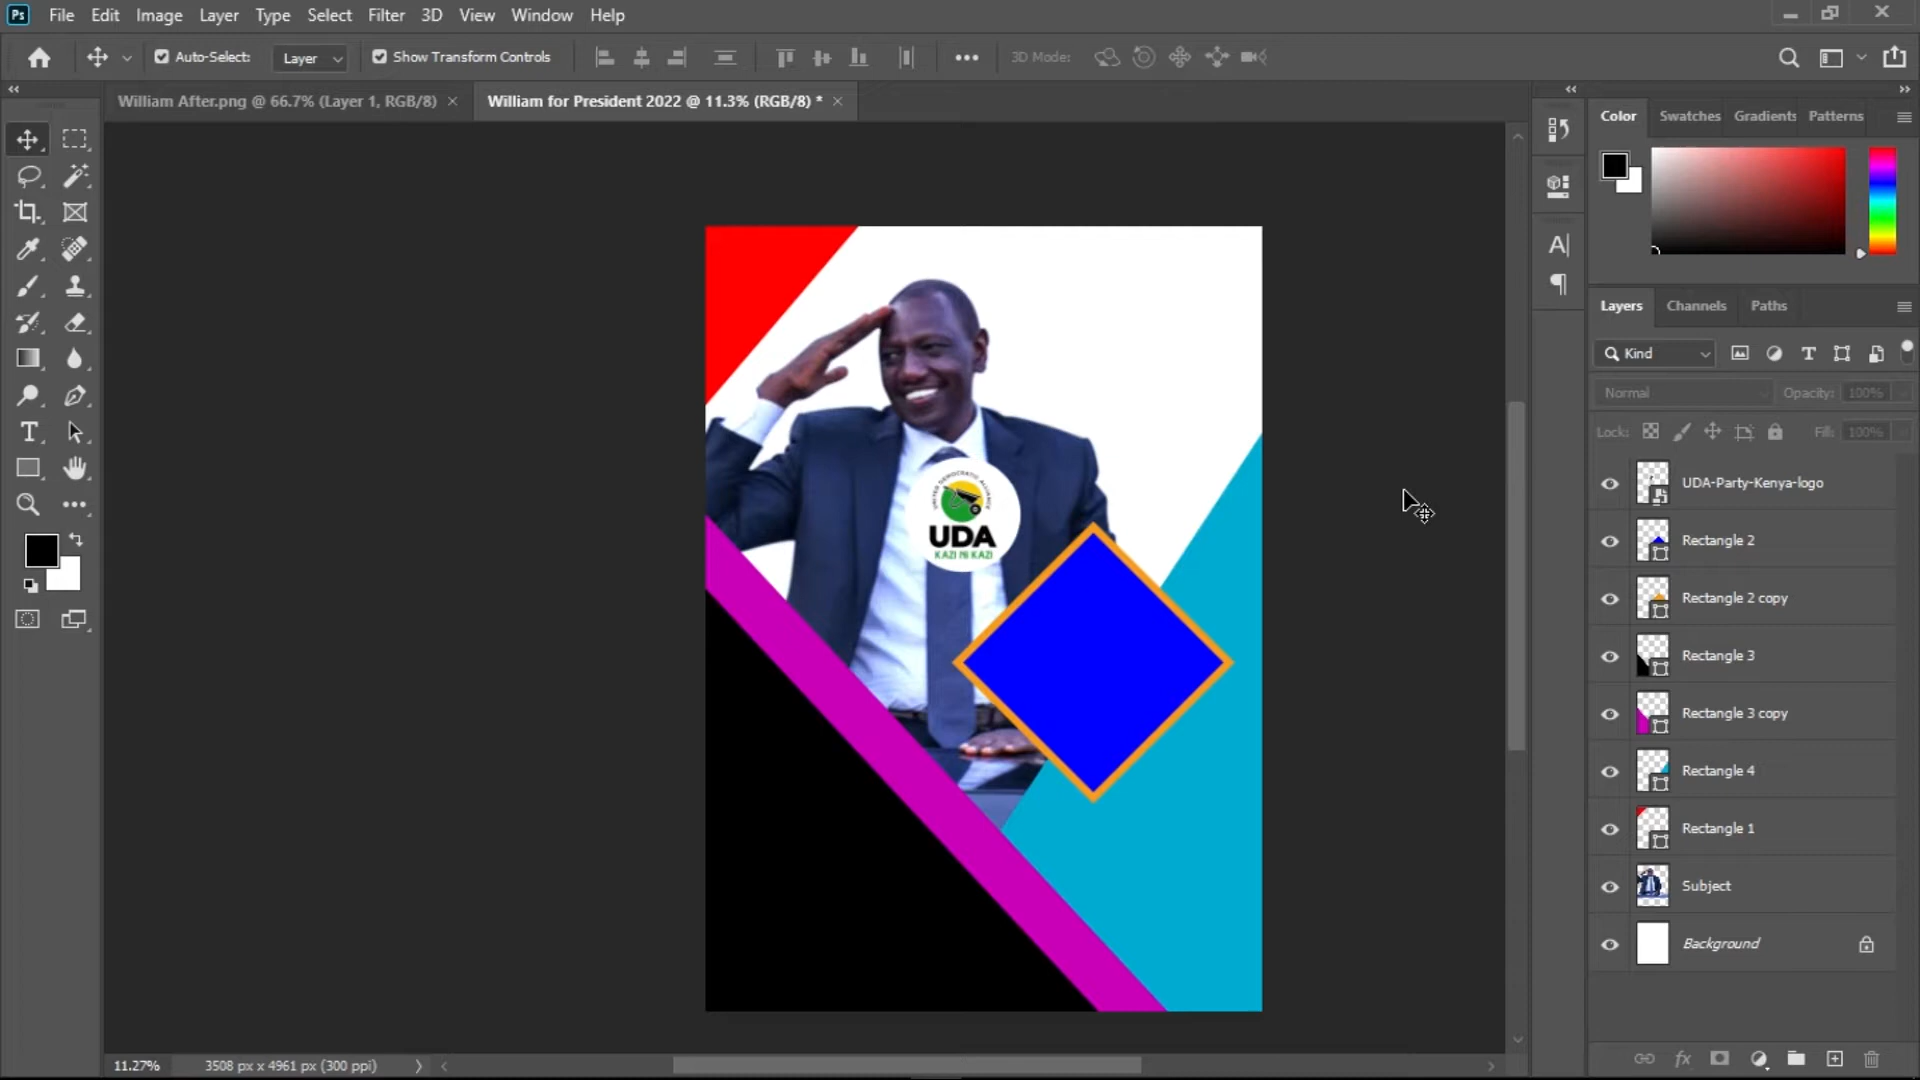 Ps File Edit Image Layer Type Select Filter 3D View Window Help
Auto-Select: Layer Show Transform Controls ••• 3D Mode:
William After.png @ 66.7% (Layer 1, RGB/8) × William for President 2022 @ 11.3% (RGB/8) * ×
Color Swatches Gradients Patterns
Layers Channels Paths
Kind
Normal Opacity: 100%
Lock: Fill: 100%
UDA-Party-Kenya-logo
Rectangle 2
Rectangle 2 copy
Rectangle 3
Rectangle 3 copy
Rectangle 4
Rectangle 1
Subject
Background
UNITED DEMOCRATIC ALLIANCE
UDA
KAZI NI KAZI
11.27% 3508 px x 4961 px (300 ppi)